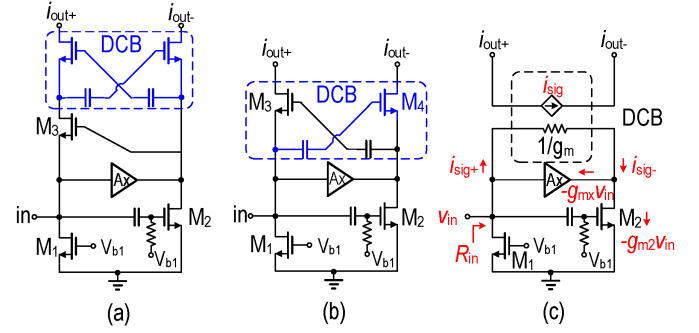 iout+
iout-
DCB
M3
Ax
in
M2
M1
Vb1
Vb1
(a)
iout+
iout-
DCB
M3
M4
Ax
in
M2
M1
Vb1
Vb1
(b)
iout+
iout-
isig
DCB
1/gm
isig+
isig-
Ax
-gmxvin
vin
M2
-gm2vin
Rin
M1
Vb1
Vb1
(c)